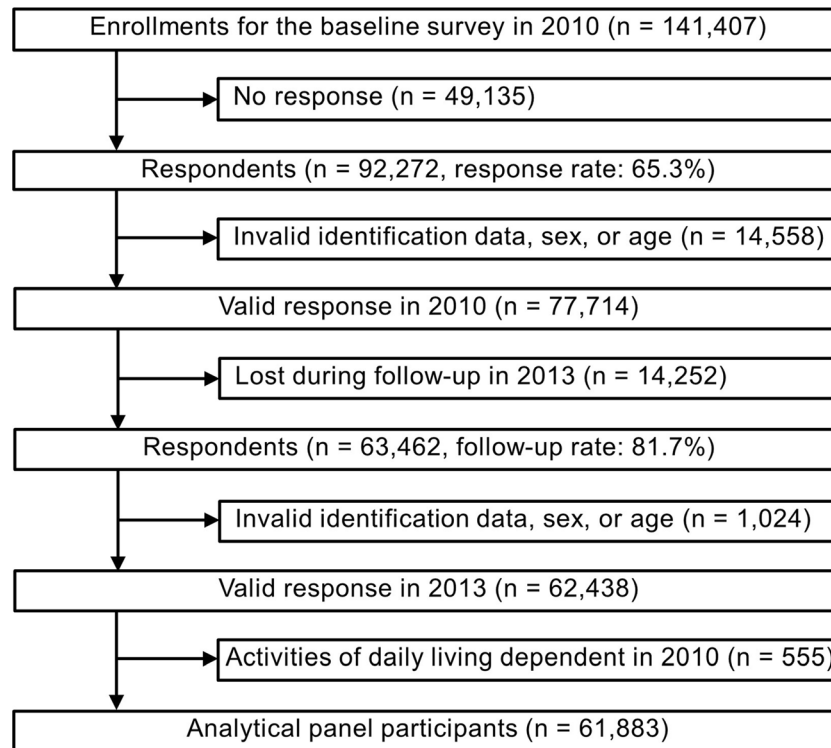 Enrollments for the baseline survey in 2010 (n = 141,407)
No response (n = 49,135)
Respondents (n = 92,272, response rate: 65.3%)
Invalid identification data, sex, or age (n = 14,558)
Valid response in 2010 (n = 77,714)
Lost during follow-up in 2013 (n = 14,252)
Respondents (n = 63,462, follow-up rate: 81.7%)
Invalid identification data, sex, or age (n = 1,024)
Valid response in 2013 (n = 62,438)
Activities of daily living dependent in 2010 (n = 555)
Analytical panel participants (n = 61,883)